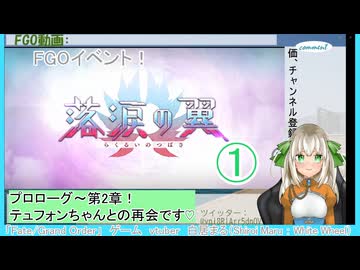 FGO動画:
comment
FGOイベント！
価、チャンネル登録
落涙の翼
らくるいのつばさ
①
プロローグ～第2章！
テュフォンちゃんとの再会です♡
ツイッター：
「Fate/Grand Order」 ゲーム vtuber 白愿まる(Shiroi Maru ; White Wheel)